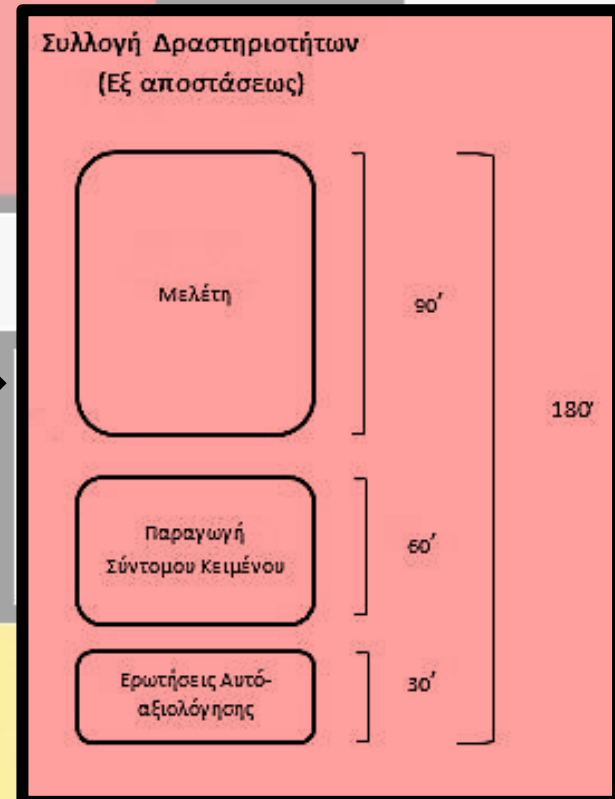 Συλλογή Δραστηριοτήτων
(Εξ αποστάσεως)
Μελέτη
90′
180′
Παραγωγή
Σύντομου Κειμένου
60′
Ερωτήσεις Αυτό-
αξιολόγησης
30′